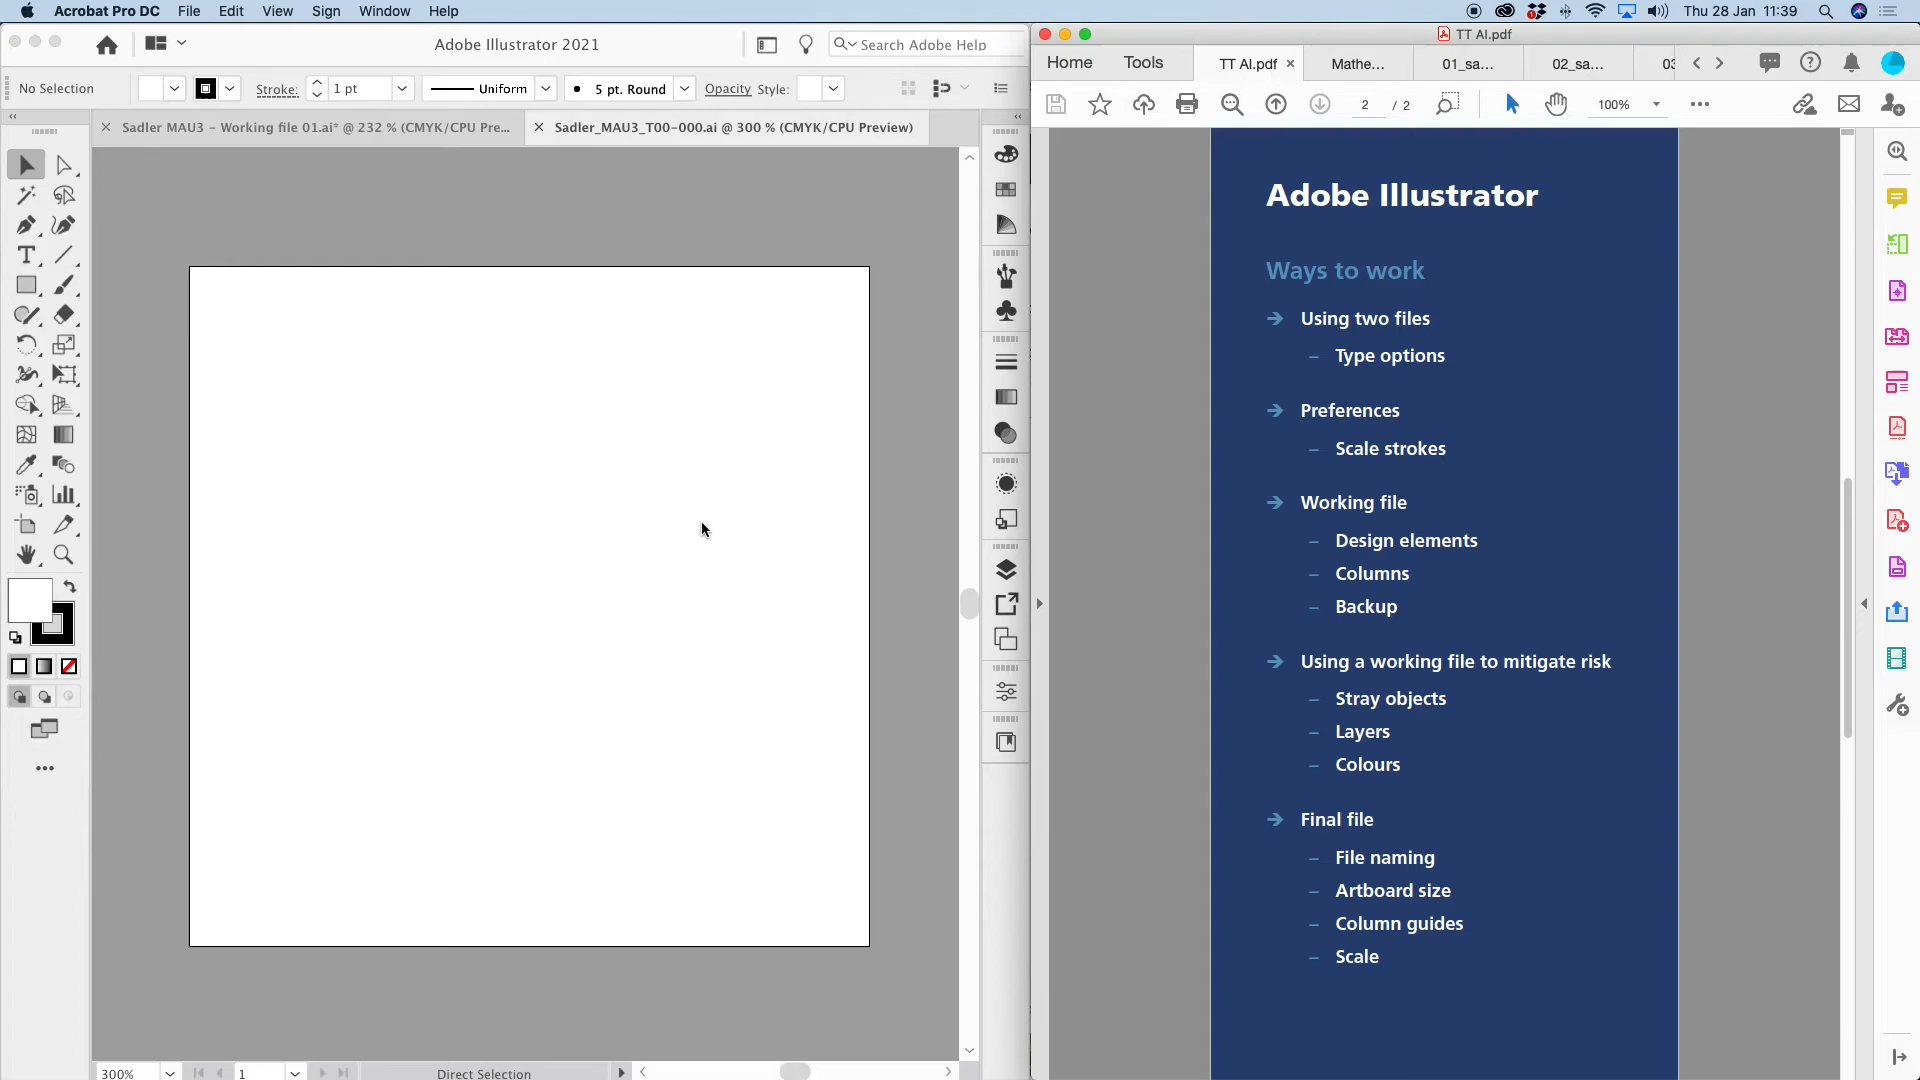 Acrobat Pro DC File Edit View Sign Window Help
Thu 28 Jan 11:39
Adobe Illustrator 2021
Search Adobe Help
No Selection
Stroke:
1 pt
Uniform
5 pt. Round
Opacity
Style:
Sadler MAU3 – Working file 01.ai* @ 232 % (CMYK/CPU Pre...
Sadler_MAU3_T00-000.ai @ 300 % (CMYK/CPU Preview)
300%
1
Direct Selection
TT AI.pdf
Home
Tools
TT AI.pdf
Mathe...
01_sa...
02_sa...
03
2 / 2
100%
Adobe Illustrator
Ways to work
→ Using two files
– Type options
→ Preferences
– Scale strokes
→ Working file
– Design elements
– Columns
– Backup
→ Using a working file to mitigate risk
– Stray objects
– Layers
– Colours
→ Final file
– File naming
– Artboard size
– Column guides
– Scale